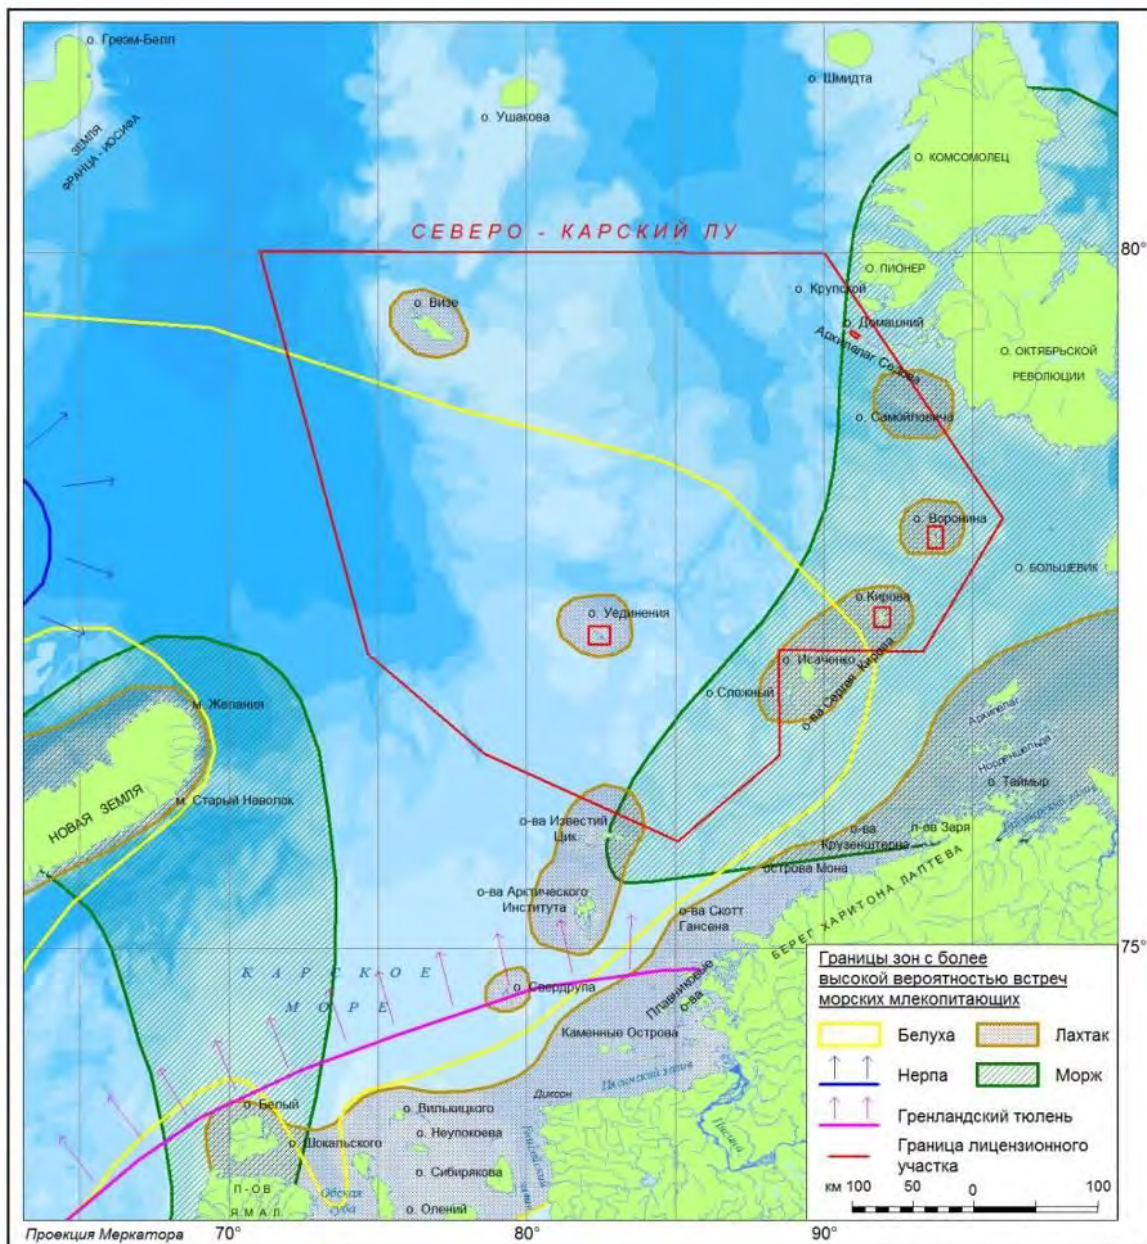 о. Грээм-Белл
о. Шмидта
о. Ушакова
ЗЕМЛЯ
ФРАНЦА - ИОСИФА
О. КОМСОМОЛЕЦ
СЕВЕРО - КАРСКИЙ ЛУ
80°
О. ПИОНЕР
о. Крупской
о. Визе
о. Домашний
Архипелаг Седова
О. ОКТЯБРЬСКОЙ
РЕВОЛЮЦИИ
о. Самойловича
о. Воронина
О. БОЛЬШЕВИК
о.Кирова
о. Уединения
о. Исаченко
о.Сложный
о-ва Сергея Кирова
м. Желания
Архипелаг
Норденшельда
о. Таймыр
м. Старый Наволок
НОВАЯ ЗЕМЛЯ
о-ва Известий
Цик
о-ва
Крузенштерна
п-ов Заря
острова Мона
о-ва Арктического
Института
о-ва Скотт
Гансена
БЕРЕГ ХАРИТОНА ЛАПТЕВА
75°
КАРСКОЕ
МОРЕ
о. Свердрупа
Плавниковые
о-ва
Каменные Острова
Диксон
о. Белый
о. Вилькицкого
о. Неупокоева
о. Шокальского
о. Сибирякова
Обская
губа
П-ОВ
ЯМАЛ
о. Олений
Границы зон с более
высокой вероятностью встреч
морских млекопитающих
Белуха
Лахтак
Нерпа
Морж
Гренландский тюлень
Граница лицензионного
участка
км 100 50 0 100
Проекция Меркатора
70°
80°
90°